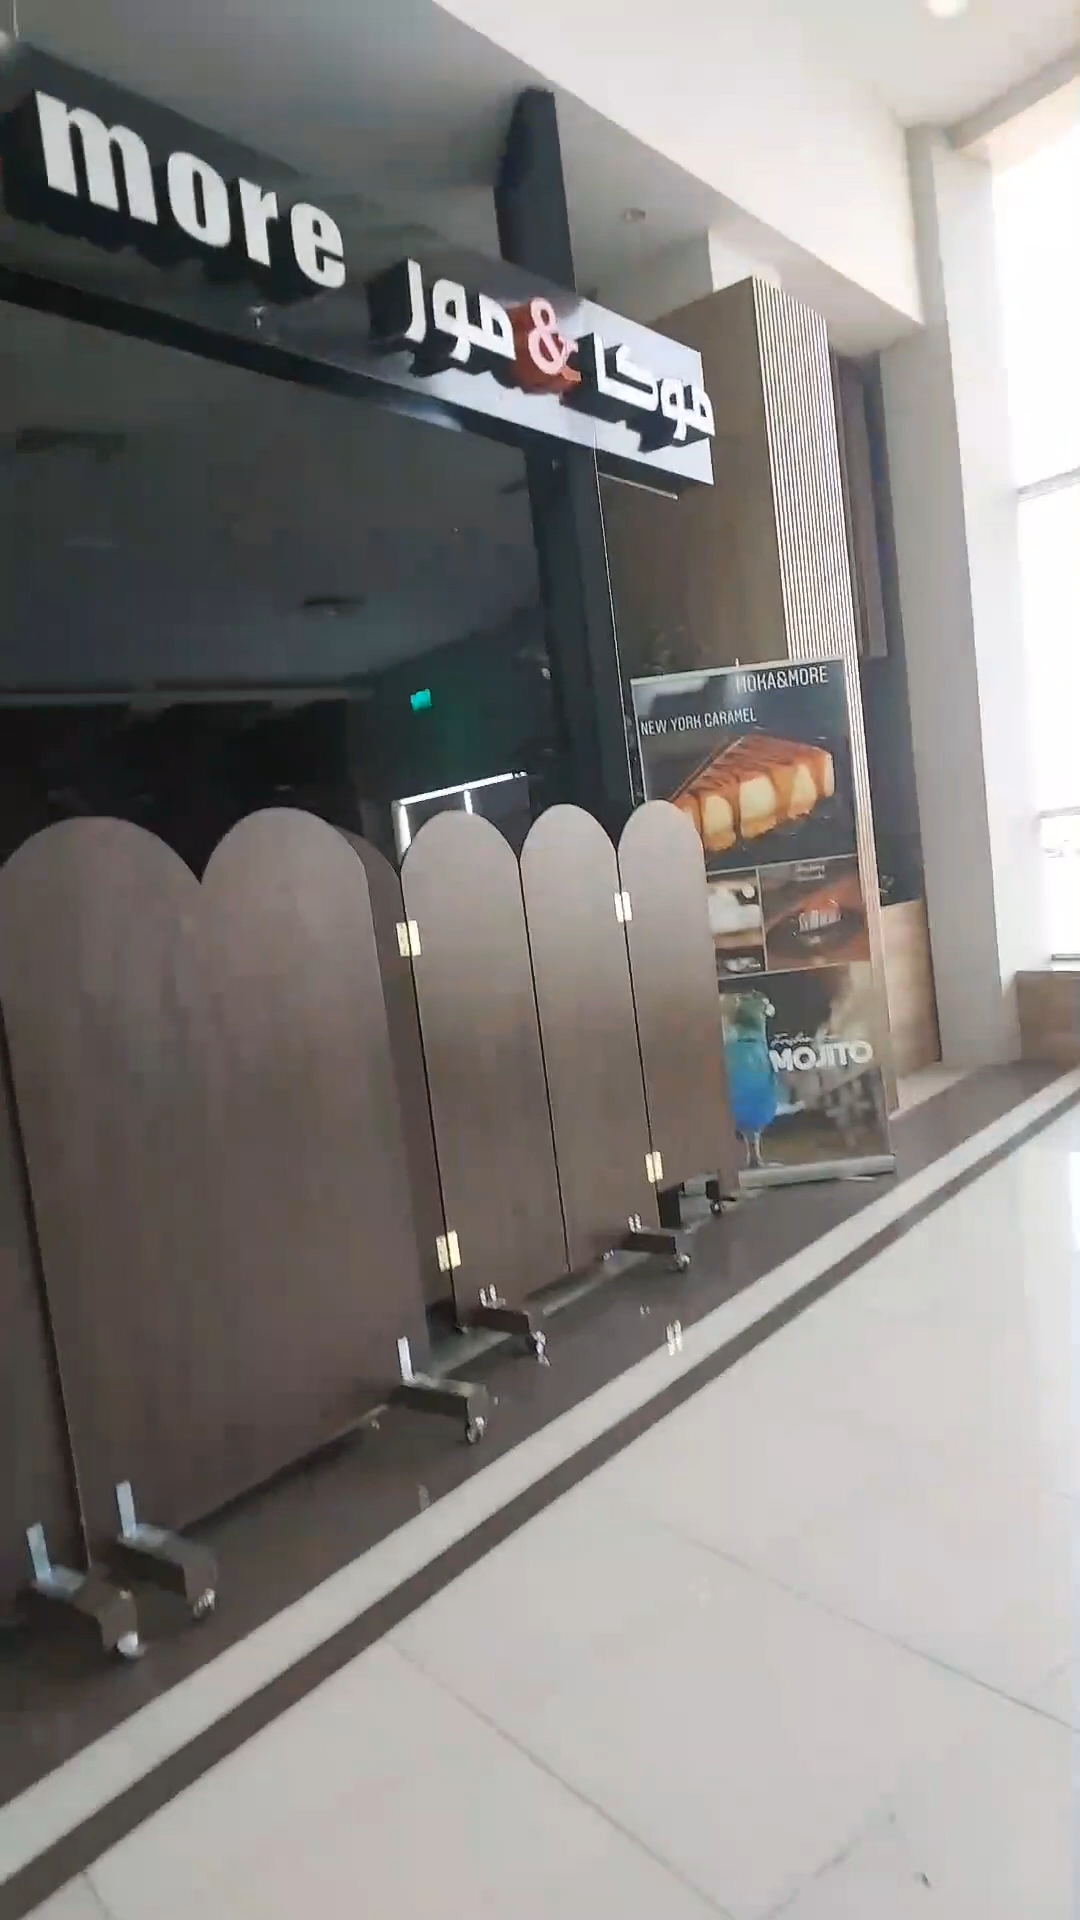 more موكا & مور
MOKA&MORE
NEW YORK CARAMEL
MOJITO